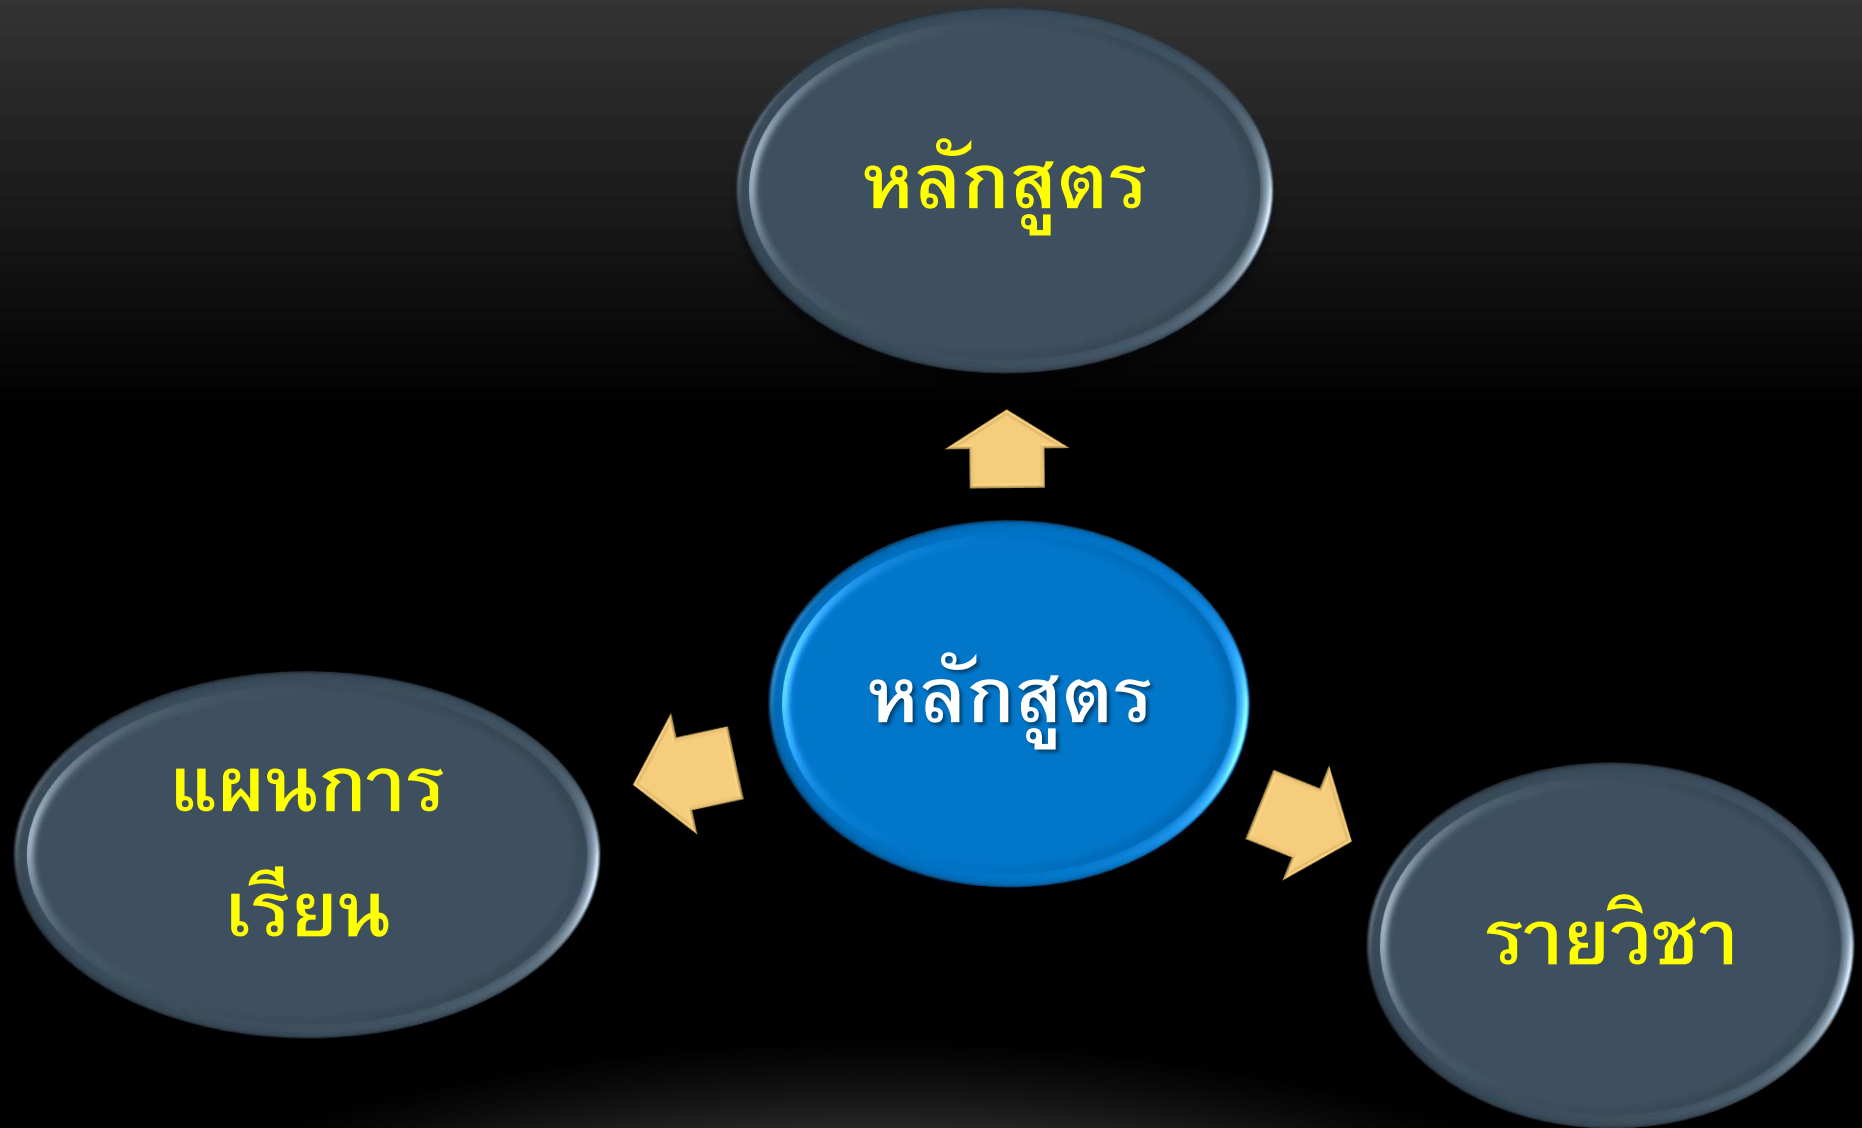 หลักสูตร
หลักสูตร
แผนการ
เรียน
รายวิชา